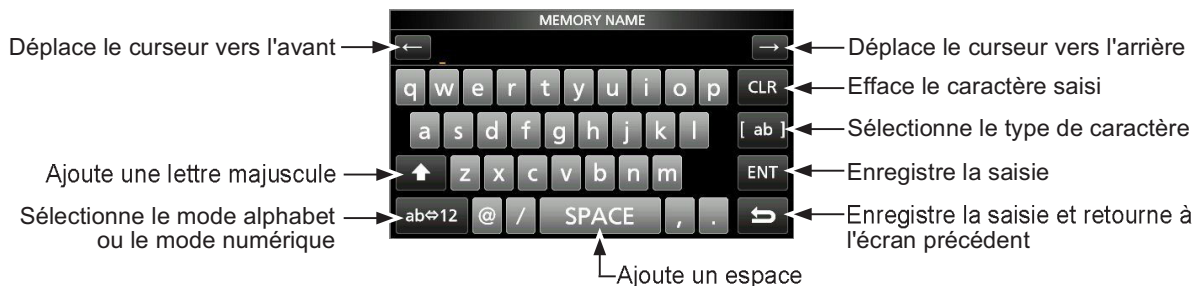 MEMORY NAME
Déplace le curseur vers l'avant
←
→
Déplace le curseur vers l'arrière
q w e r t y u i o p
CLR
Efface le caractère saisi
a s d f g h j k l
[ ab ]
Sélectionne le type de caractère
Ajoute une lettre majuscule
z x c v b n m
ENT
Enregistre la saisie
Sélectionne le mode alphabet
ou le mode numérique
ab⇔12 @ / SPACE , .
Enregistre la saisie et retourne à
l'écran précédent
Ajoute un espace